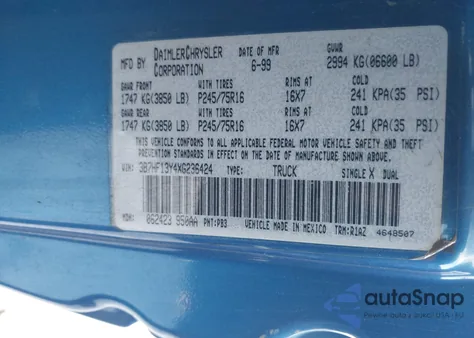 MFD BY DAIMLERCHRYSLER CORPORATION DATE OF MFR 6-99 GVWR 2994 KG(06600 LB)
GAWR FRONT WITH TIRES RIMS AT COLD
1747 KG(3850 LB) P245/75R16 16X7 241 KPA(35 PSI)
GAWR REAR WITH TIRES RIMS AT COLD
1747 KG(3850 LB) P245/75R16 16X7 241 KPA(35 PSI)
THIS VEHICLE CONFORMS TO ALL APPLICABLE FEDERAL MOTOR VEHICLE SAFETY AND
THEFT PREVENTION STANDARDS IN EFFECT ON THE DATE OF MANUFACTURE SHOWN ABOVE
VIN: 3B7HF13Y4XG236424 TYPE: TRUCK SINGLE X DUAL
MDH: 062423 950AA PNT: PB3 VEHICLE MADE IN MEXICO TRM: R1AZ 4648507
autoSnap